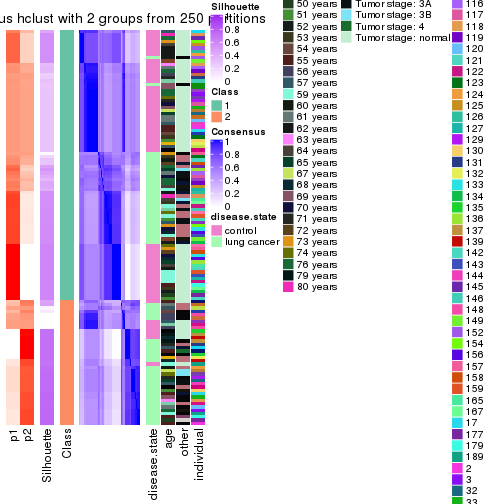 us hclust with 2 groups from 250 partitions
Silhouette
1
0.8
0.6
0.4
0.2
0
Class
1
2
Consensus
1
0.8
0.6
0.4
0.2
0
disease.state
control
lung cancer
50 years
51 years
52 years
53 years
54 years
55 years
56 years
57 years
59 years
60 years
61 years
62 years
63 years
64 years
65 years
67 years
68 years
69 years
70 years
71 years
72 years
73 years
74 years
76 years
79 years
80 years
Tumor stage: 3A
Tumor stage: 3B
Tumor stage: 4
Tumor stage: normal
116
117
118
119
120
121
122
123
124
125
126
127
129
130
131
132
133
134
135
136
137
139
142
143
144
145
146
148
149
152
154
156
157
158
159
165
167
17
177
179
189
2
3
32
33
p1
p2
Silhouette
Class
disease.state
age
other
individual